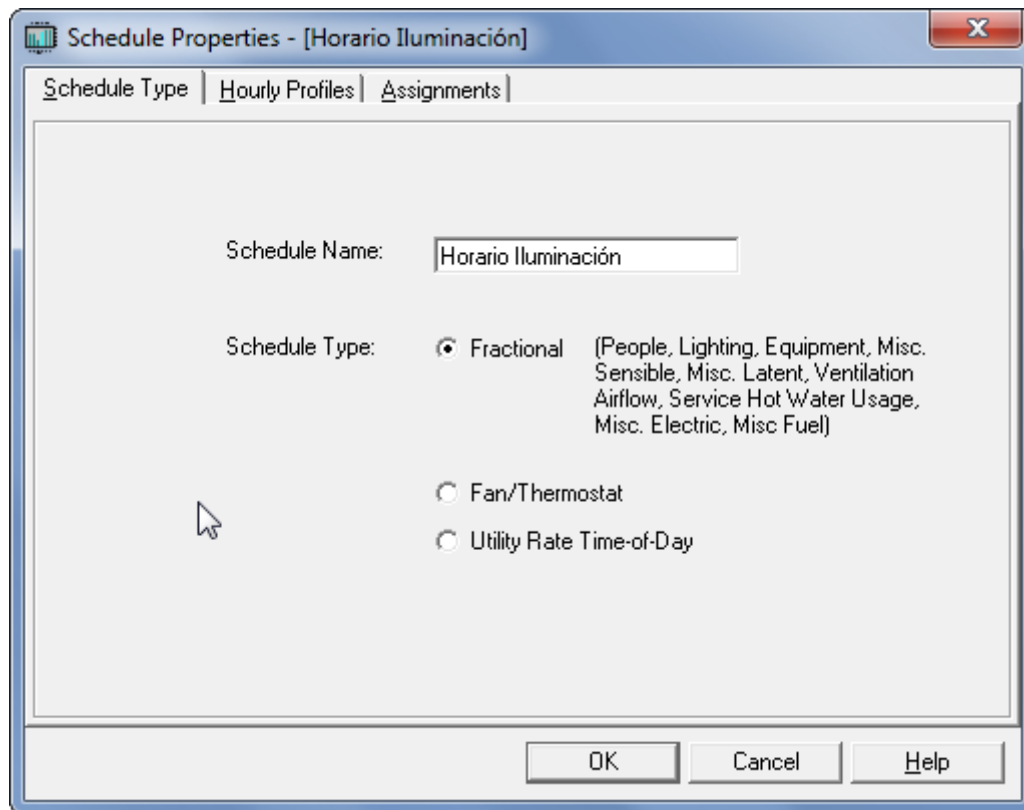 Schedule Properties - [Horario Iluminación]
Schedule Type
Hourly Profiles
Assignments
Schedule Name:
Horario Iluminación
Schedule Type:
Fractional
(People, Lighting, Equipment, Misc.
Sensible, Misc. Latent, Ventilation
Airflow, Service Hot Water Usage,
Misc. Electric, Misc Fuel)
Fan/Thermostat
Utility Rate Time-of-Day
OK
Cancel
Help